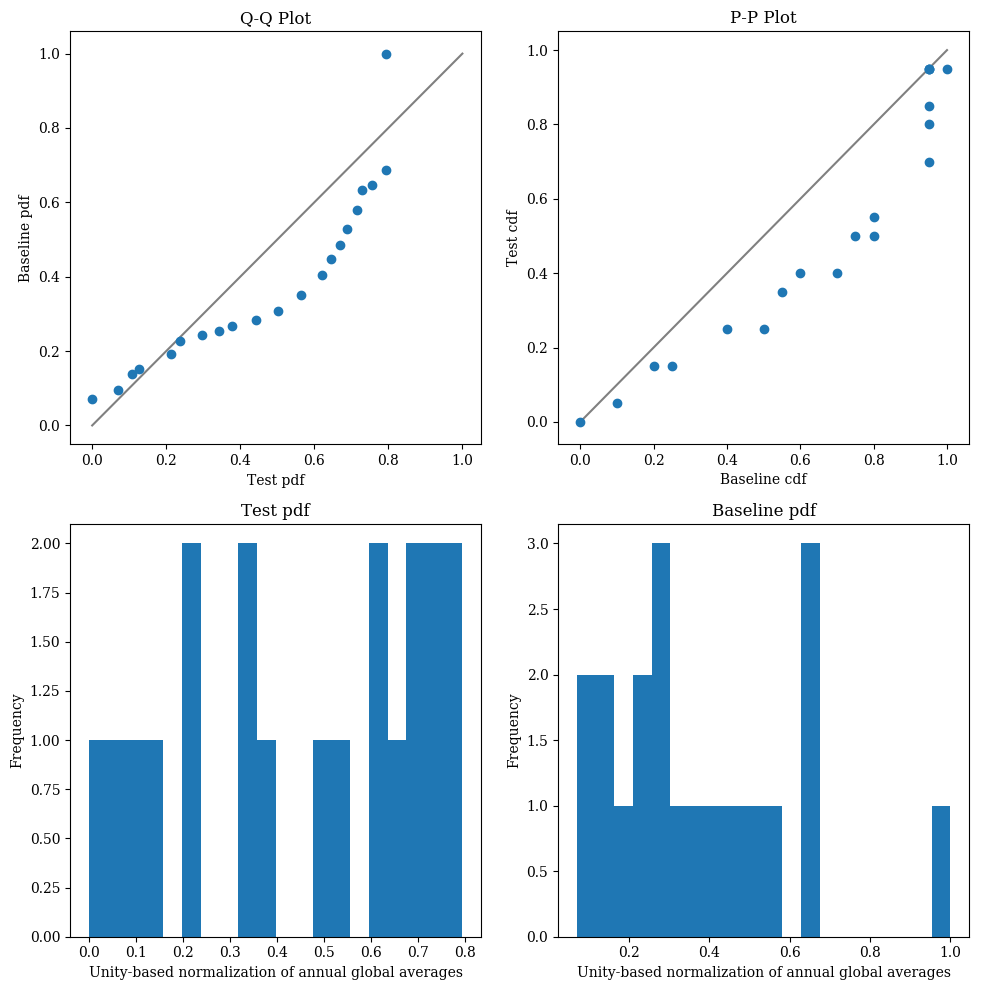 Q-Q Plot
P-P Plot
Baseline pdf
1.0
0.8
0.6
0.4
0.2
0.0
0.0 0.2 0.4 0.6 0.8 1.0
Test pdf
Test cdf
1.0
0.8
0.6
0.4
0.2
0.0
0.0 0.2 0.4 0.6 0.8 1.0
Baseline cdf
Test pdf
Baseline pdf
Frequency
2.00
1.75
1.50
1.25
1.00
0.75
0.50
0.25
0.00
0.0 0.1 0.2 0.3 0.4 0.5 0.6 0.7 0.8
Unity-based normalization of annual global averages
Frequency
3.0
2.5
2.0
1.5
1.0
0.5
0.0
0.2 0.4 0.6 0.8 1.0
Unity-based normalization of annual global averages